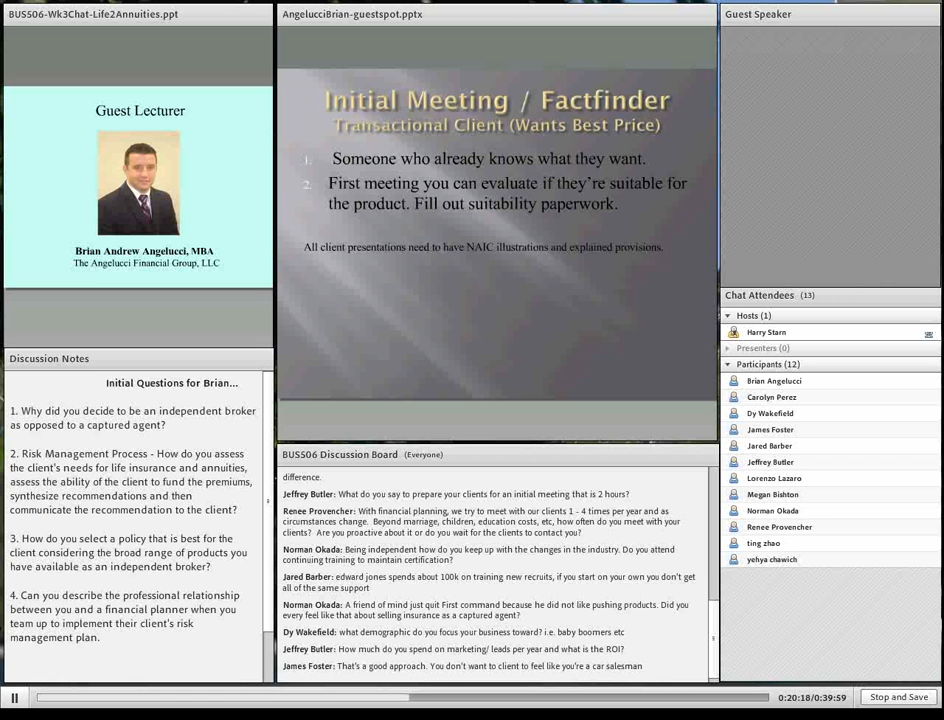 BUS506-Wk3Chat-Life2Annuities.ppt
Guest Lecturer
Brian Andrew Angelucci, MBA
The Angelucci Financial Group, LLC
Discussion Notes
Initial Questions for Brian...
1. Why did you decide to be an independent broker
as opposed to a captured agent?
2. Risk Management Process - How do you assess
the client's needs for life insurance and annuities,
assess the ability of the client to fund the premiums,
synthesize recommendations and then
communicate the recommendation to the client?
3. How do you select a policy that is best for the
client considering the broad range of products you
have available as an independent broker?
4. Can you describe the professional relationship
between you and a financial planner when you
team up to implement their client's risk
management plan.
AngelucciBrian-guestspot.pptx
Initial Meeting / Factfinder
Transactional Client (Wants Best Price)
1. Someone who already knows what they want.
2. First meeting you can evaluate if they're suitable for
the product. Fill out suitability paperwork.
All client presentations need to have NAIC illustrations and explained provisions.
BUS506 Discussion Board (Everyone)
difference.
Jeffrey Butler: What do you say to prepare your clients for an initial meeting that is 2 hours?
Renee Provencher: With financial planning, we try to meet with our clients 1 - 4 times per year and as
circumstances change. Beyond marriage, children, education costs, etc, how often do you meet with your
clients? Are you proactive about it or do you wait for the clients to contact you?
Norman Okada: Being independent how do you keep up with the changes in the industry. Do you attend
continuing training to maintain certification?
Jared Barber: edward jones spends about 100k on training new recruits, if you start on your own you don't get
all of the same support
Norman Okada: A friend of mind just quit First command because he did not like pushing products. Did you
every feel like that about selling insurance as a captured agent?
Dy Wakefield: what demographic do you focus your business toward? i.e. baby boomers etc
Jeffrey Butler: How much do you spend on marketing/ leads per year and what is the ROI?
James Foster: That's a good approach. You don't want to client to feel like you're a car salesman
Guest Speaker
Chat Attendees (13)
Hosts (1)
Harry Starn
Presenters (0)
Participants (12)
Brian Angelucci
Carolyn Perez
Dy Wakefield
James Foster
Jared Barber
Jeffrey Butler
Lorenzo Lazaro
Megan Bishton
Norman Okada
Renee Provencher
ting zhao
yehya chawich
0:20:18/0:39:59
Stop and Save